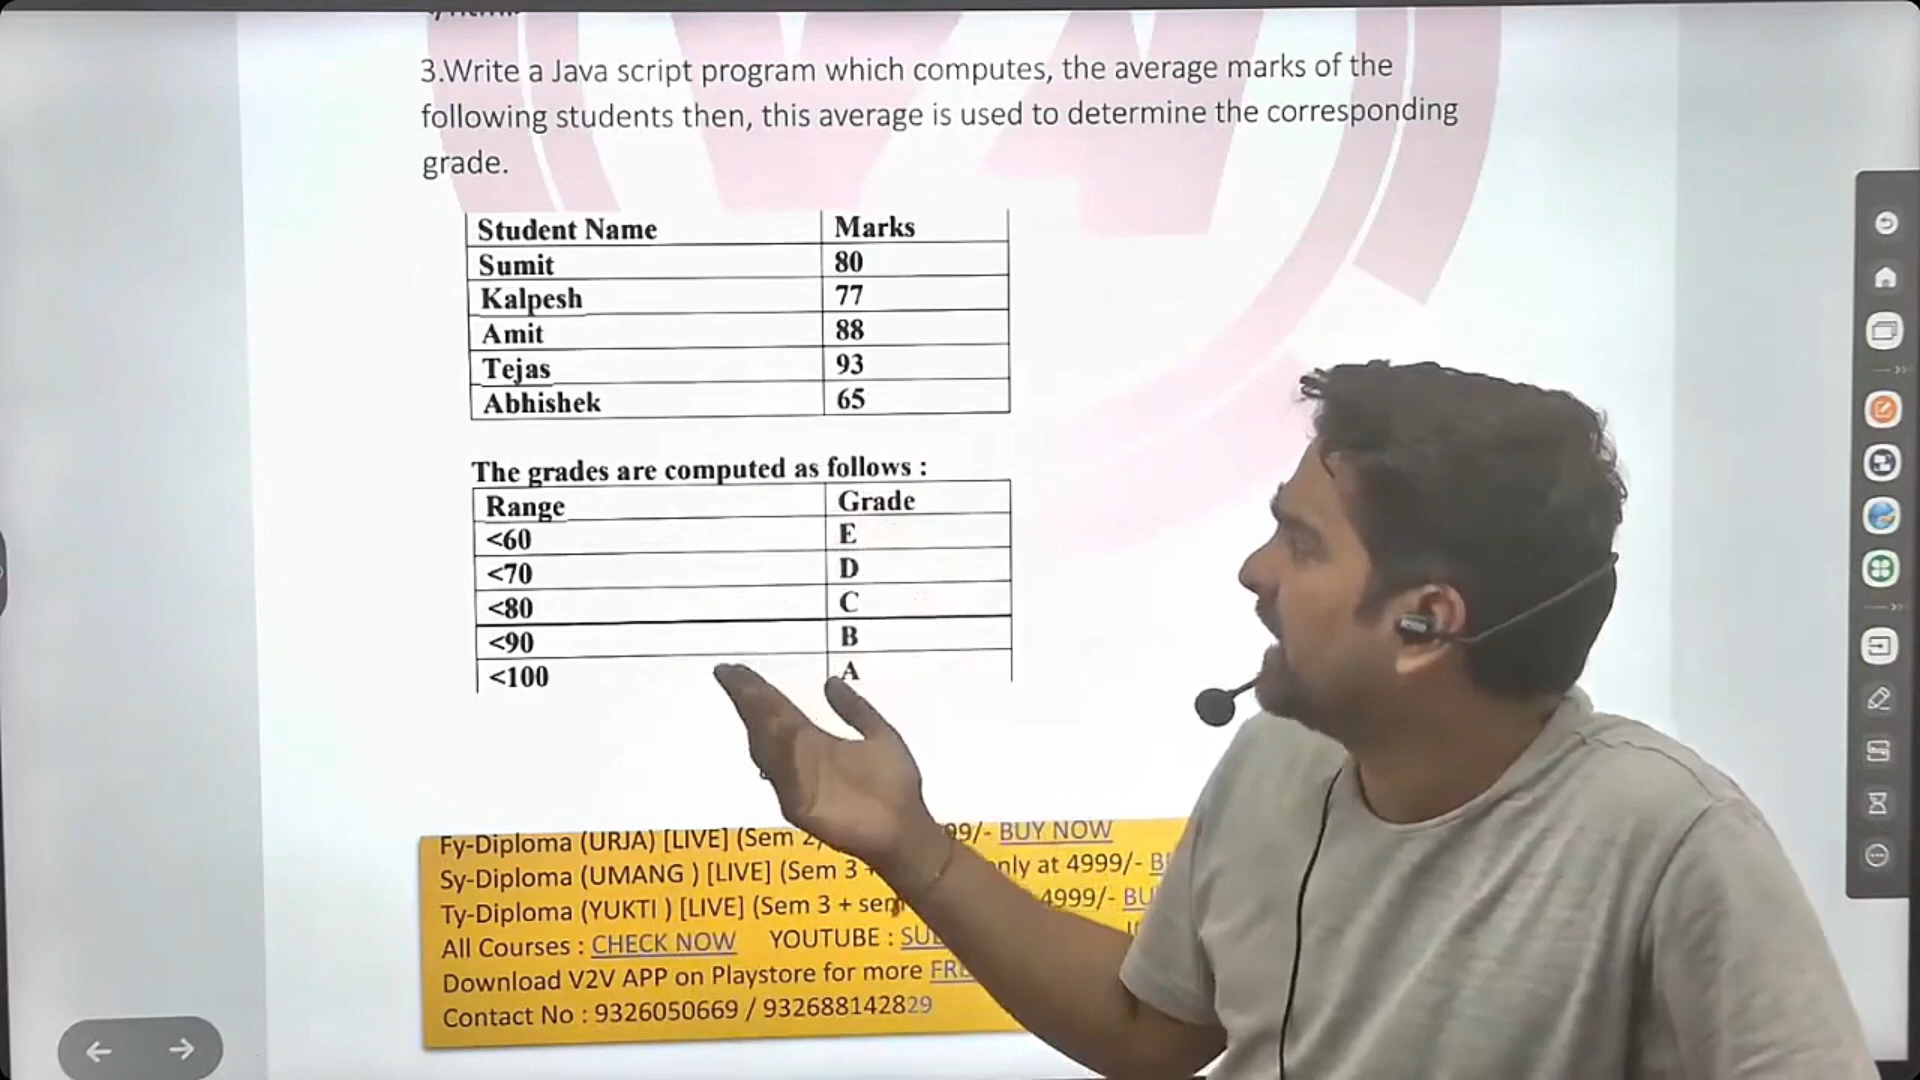 3.Write a Java script program which computes, the average marks of the
following students then, this average is used to determine the corresponding
grade.
Student Name Marks
Sumit 80
Kalpesh 77
Amit 88
Tejas 93
Abhishek 65
The grades are computed as follows :
Range Grade
<60 E
<70 D
<80 C
<90 B
<100 A
Fy-Diploma (URJA) [LIVE] (Sem 99/- BUY NOW
Sy-Diploma (UMANG ) [LIVE] (Sem 3 only at 4999/-
Ty-Diploma (YUKTI ) [LIVE] (Sem 3 + sem 4999/-
All Courses : CHECK NOW YOUTUBE :
Download V2V APP on Playstore for more
Contact No : 9326050669 / 932688142829